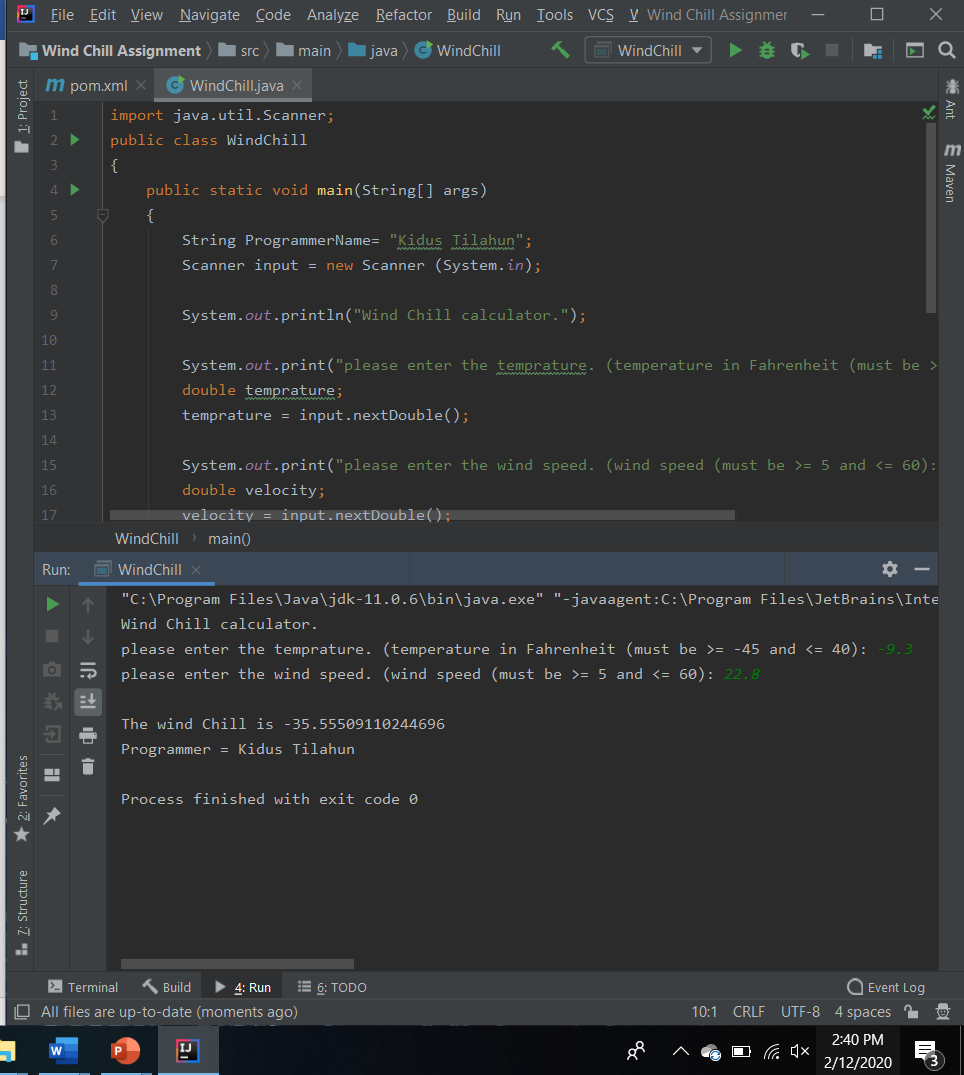 File Edit View Navigate Code Analyze Refactor Build Run Tools VCS W Wind Chill Assignmer
Wind Chill Assignment src main java WindChill WindChill
m pom.xml WindChill.java
1: Project
Ant
Maven
1 import java.util.Scanner;
2 public class WindChill
3 {
4 public static void main(String[] args)
5 {
6 String ProgrammerName= "Kidus Tilahun";
7 Scanner input = new Scanner (System.in);
8
9 System.out.println("Wind Chill calculator.");
10
11 System.out.print("please enter the temprature. (temperature in Fahrenheit (must be >
12 double temprature;
13 temprature = input.nextDouble();
14
15 System.out.print("please enter the wind speed. (wind speed (must be >= 5 and <= 60):
16 double velocity;
17 velocity = input.nextDouble();
WindChill main()
Run: WindChill
"C:\Program Files\Java\jdk-11.0.6\bin\java.exe" "-javaagent:C:\Program Files\JetBrains\Inte
Wind Chill calculator.
please enter the temprature. (temperature in Fahrenheit (must be >= -45 and <= 40): -9.3
please enter the wind speed. (wind speed (must be >= 5 and <= 60): 22.8
The wind Chill is -35.55509110244696
Programmer = Kidus Tilahun
Process finished with exit code 0
2: Favorites
7: Structure
Terminal Build 4: Run 6: TODO Event Log
All files are up-to-date (moments ago) 10:1 CRLF UTF-8 4 spaces
2:40 PM
2/12/2020
3